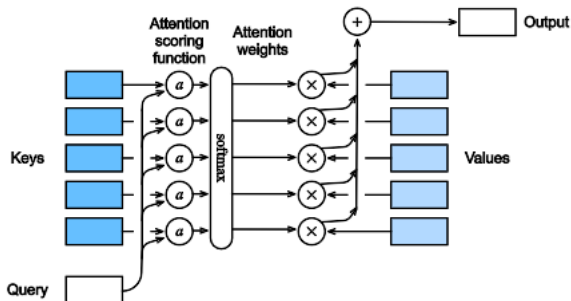 Attention
scoring
function
Attention
weights
+
Output
a
×
a
×
Keys
a
softmax
×
Values
a
×
a
×
Query